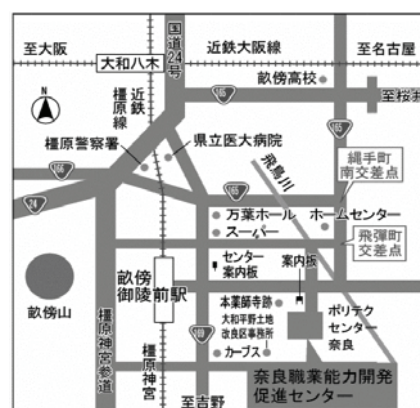 国道24号
至大阪
近鉄大阪線
至名古屋
大和八木
畝傍高校
165
至桜井
近鉄
橿原線
橿原警察署
県立医大病院
165
飛鳥川
縄手町
南交差点
166
165
24
万葉ホール
ホームセンター
スーパー
飛騨町
交差点
センター
案内板
案内板
畝傍
御陵前駅
畝傍山
本薬師寺跡
大和平野土地
改良区事務所
ポリテク
センター
奈良
169
カーブス
橿原神宮参道
橿原神宮
至吉野
奈良職業能力開発
促進センター